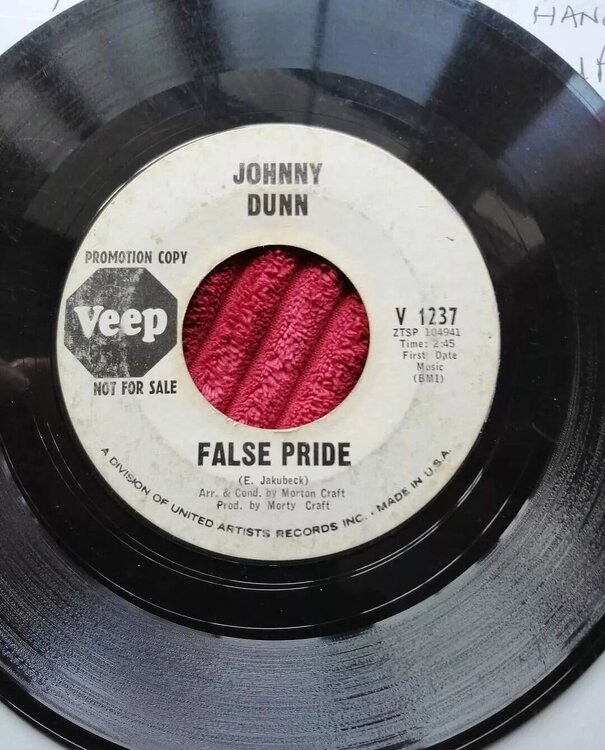 HAN
JOHNNY
DUNN
PROMOTION COPY
veep
NOT FOR SALE
V 1237
ZTSP 104941
Time: 2:45
First Date
Music
(BMI)
FALSE PRIDE
(E. Jakubeck)
Arr. & Cond. by Morton Craft
Prod. by Morty Craft
A DIVISION OF UNITED ARTISTS RECORDS INC. • MADE IN U.S.A.